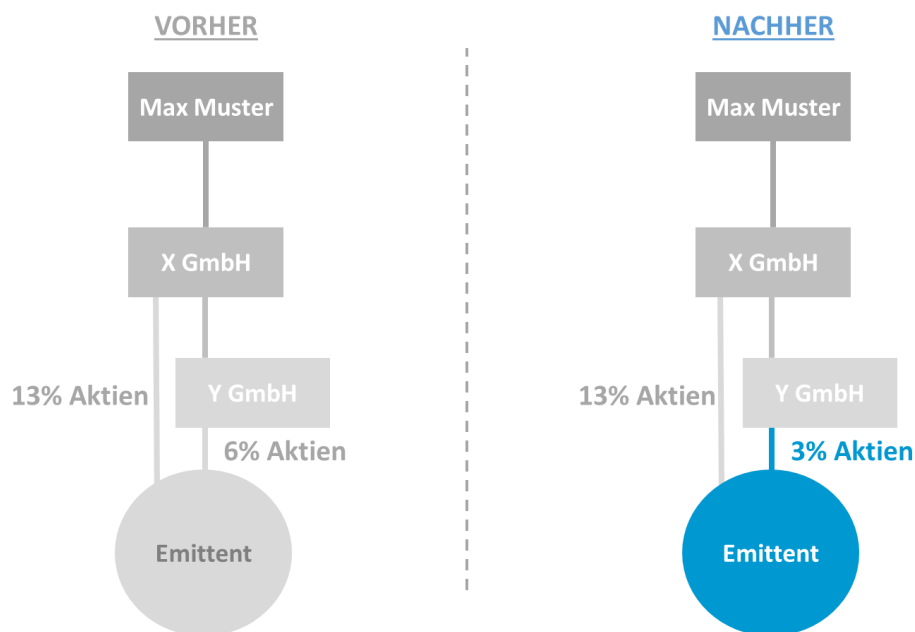 VORHER
Max Muster
X GmbH
13% Aktien
Y GmbH
6% Aktien
Emittent
NACHHER
Max Muster
X GmbH
13% Aktien
Y GmbH
3% Aktien
Emittent